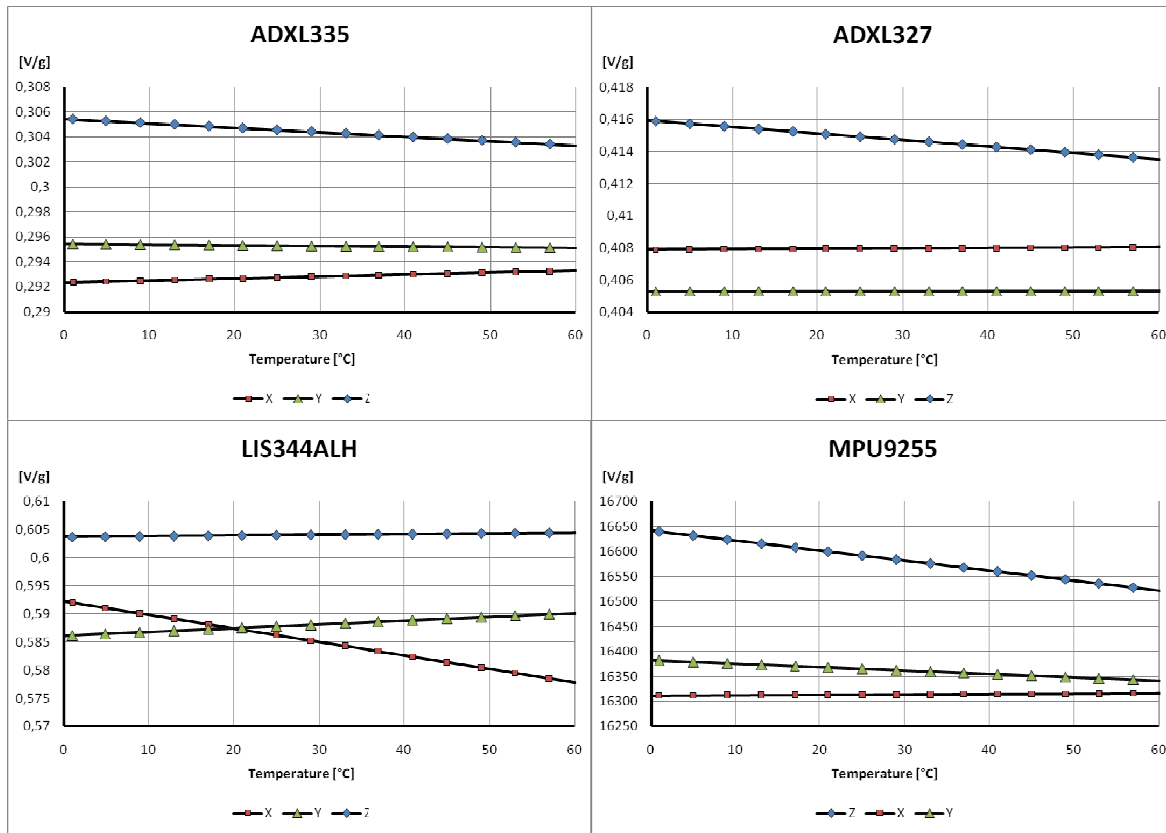 ADXL335
[V/g]
0,308
0,306
0,304
0,302
0,3
0,298
0,296
0,294
0,292
0,29
0 10 20 30 40 50 60
Temperature [°C]
X Y Z
ADXL327
[V/g]
0,418
0,416
0,414
0,412
0,41
0,408
0,406
0,404
0 10 20 30 40 50 60
Temperature [°C]
X Y Z
LIS344ALH
[V/g]
0,61
0,605
0,6
0,595
0,59
0,585
0,58
0,575
0,57
0 10 20 30 40 50 60
Temperature [°C]
X Y Z
MPU9255
[V/g]
16700
16650
16600
16550
16500
16450
16400
16350
16300
16250
0 10 20 30 40 50 60
Temperature [°C]
Z X Y